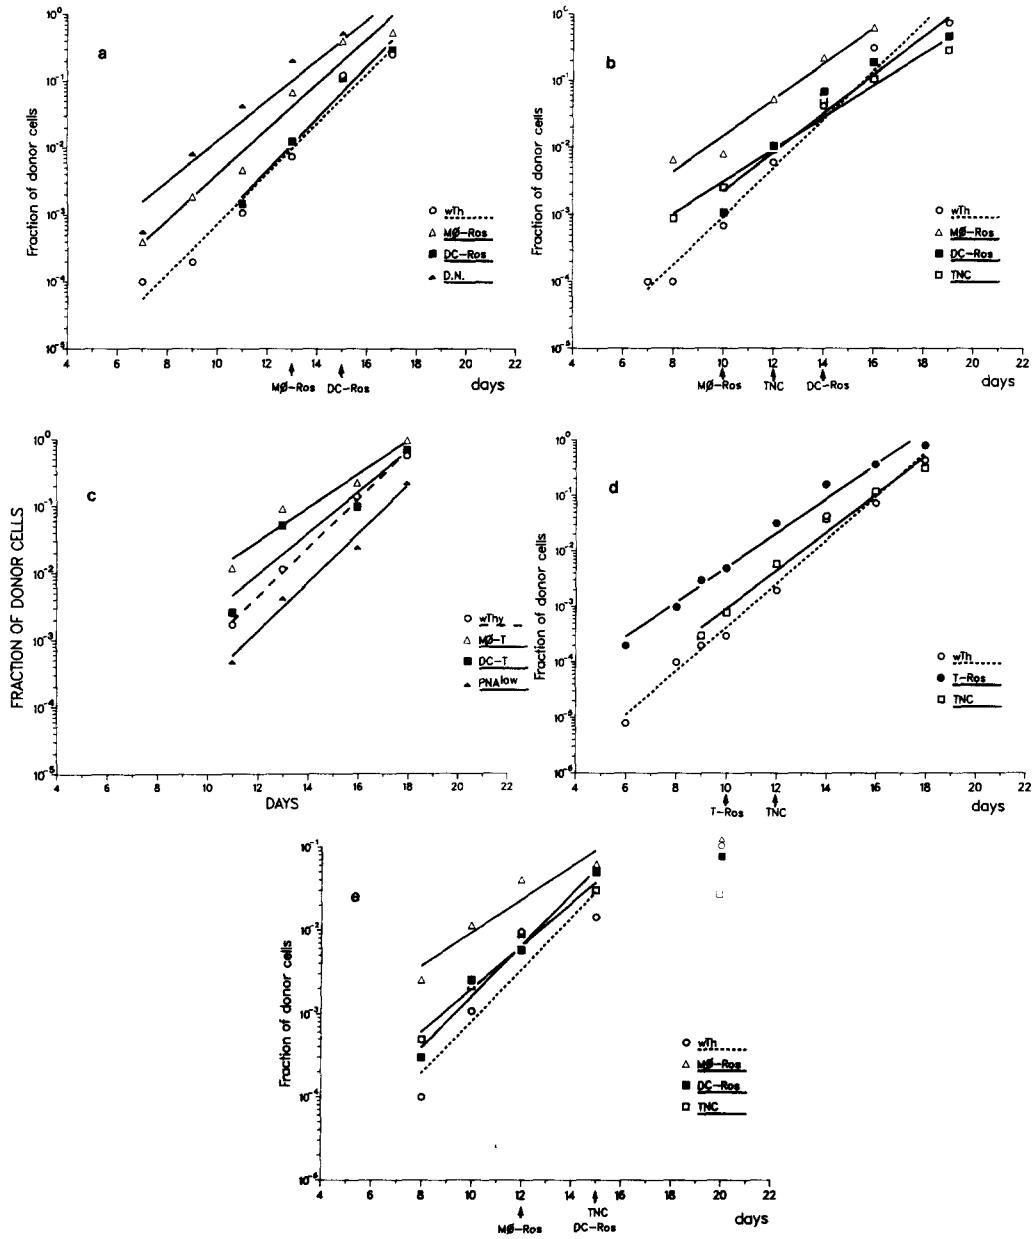 a
Fraction of donor cells
10⁰
10⁻¹
10⁻²
10⁻³
10⁻⁴
10⁻⁵
4 6 8 10 12 14 16 18 20 22
days
MØ-Ros DC-Ros
wTh
MØ-Ros
DC-Ros
D.N.
b
Fraction of donor cells
10⁰
10⁻¹
10⁻²
10⁻³
10⁻⁴
10⁻⁵
4 6 8 10 12 14 16 18 20 22
days
MØ-Ros TNC DC-Ros
wTh
MØ-Ros
DC-Ros
TNC
c
FRACTION OF DONOR CELLS
10⁰
10⁻¹
10⁻²
10⁻³
10⁻⁴
10⁻⁵
4 6 8 10 12 14 16 18 20 22
DAYS
wThy
MØ-T
DC-T
PNAˡᵒʷ
d
Fraction of donor cells
10⁰
10⁻¹
10⁻²
10⁻³
10⁻⁴
10⁻⁵
10⁻⁶
4 6 8 10 12 14 16 18 20 22
days
T-Ros TNC
wTh
T-Ros
TNC
e
Fraction of donor cells
10⁻¹
10⁻²
10⁻³
10⁻⁴
10⁻⁶
4 6 8 10 12 14 16 18 20 22
days
MØ-Ros TNC
DC-Ros
wTh
MØ-Ros
DC-Ros
TNC